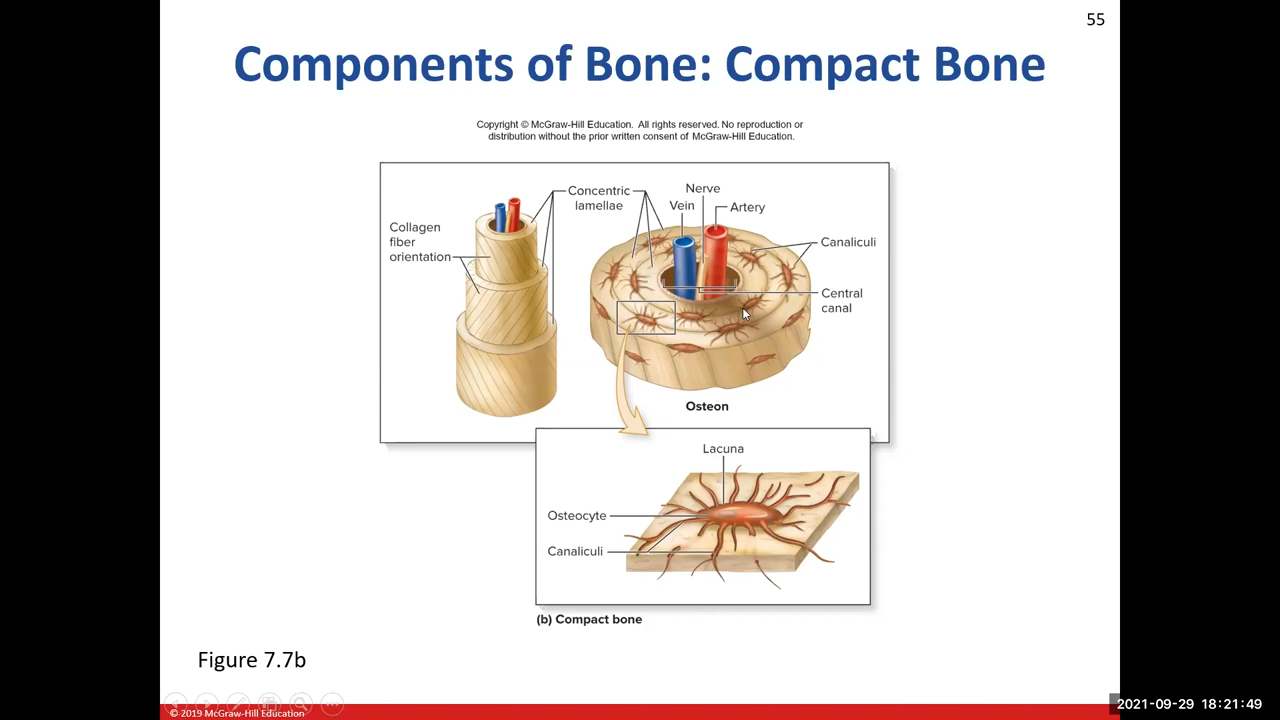 55
Components of Bone: Compact Bone
Copyright © McGraw-Hill Education. All rights reserved. No reproduction or
distribution without the prior written consent of McGraw-Hill Education.
Concentric
lamellae
Nerve
Vein
Artery
Collagen
fiber
orientation
Canaliculi
Central
canal
Osteon
Lacuna
Osteocyte
Canaliculi
(b) Compact bone
Figure 7.7b
© 2019 McGraw-Hill Education
2021-09-29 18:21:49